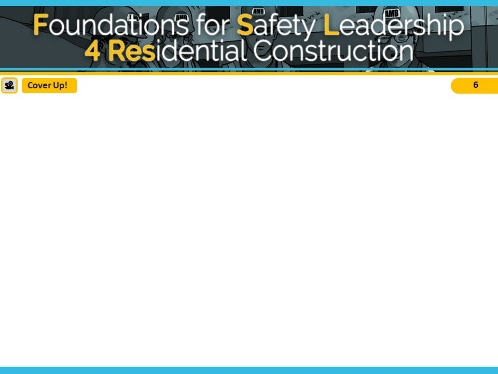 Foundations for Safety Leadership
4 Residential Construction
Cover Up!
6